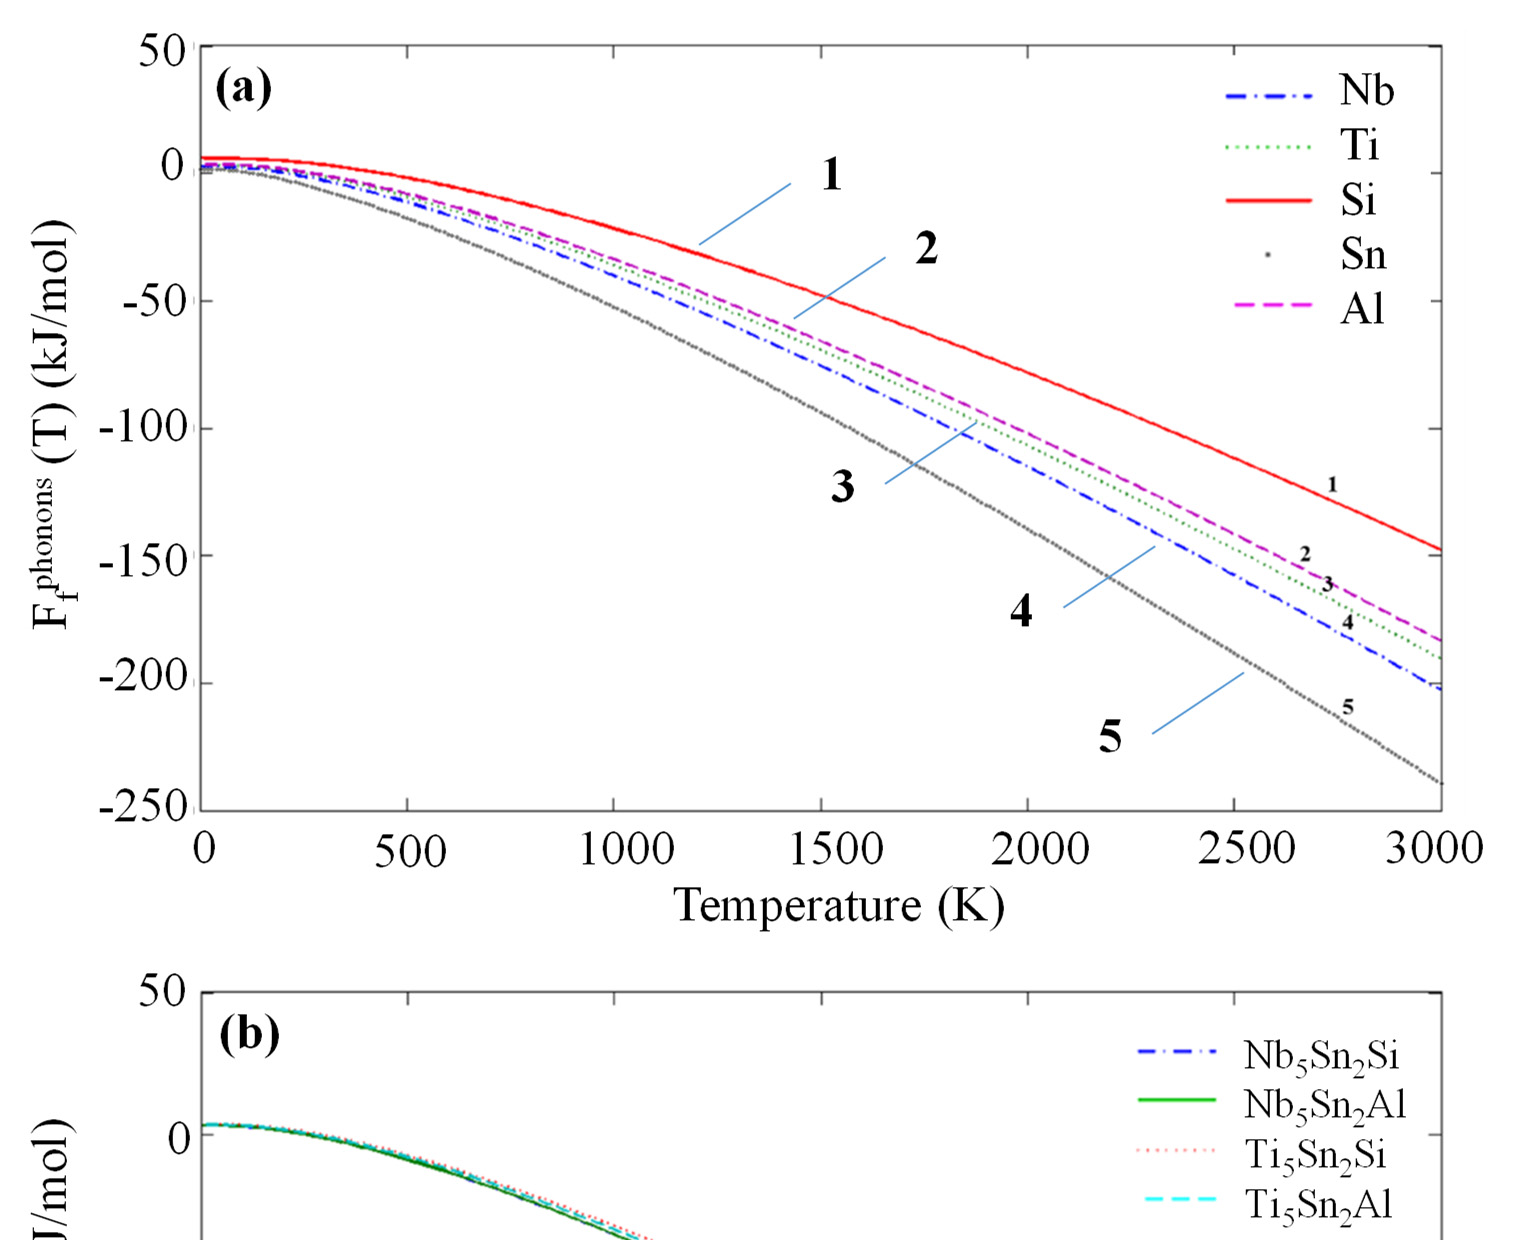 50
(a)
Nb
Ti
0
1
Si
2
Sn
-50
Al
F_f^phonons (T) (kJ/mol)
-100
3
1
-150
2
3
4
4
-200
5
5
-250
0 500 1000 1500 2000 2500 3000
Temperature (K)
50
(b)
Nb5Sn2Si
Nb5Sn2Al
0
Ti5Sn2Si
Ti5Sn2Al
J/mol)